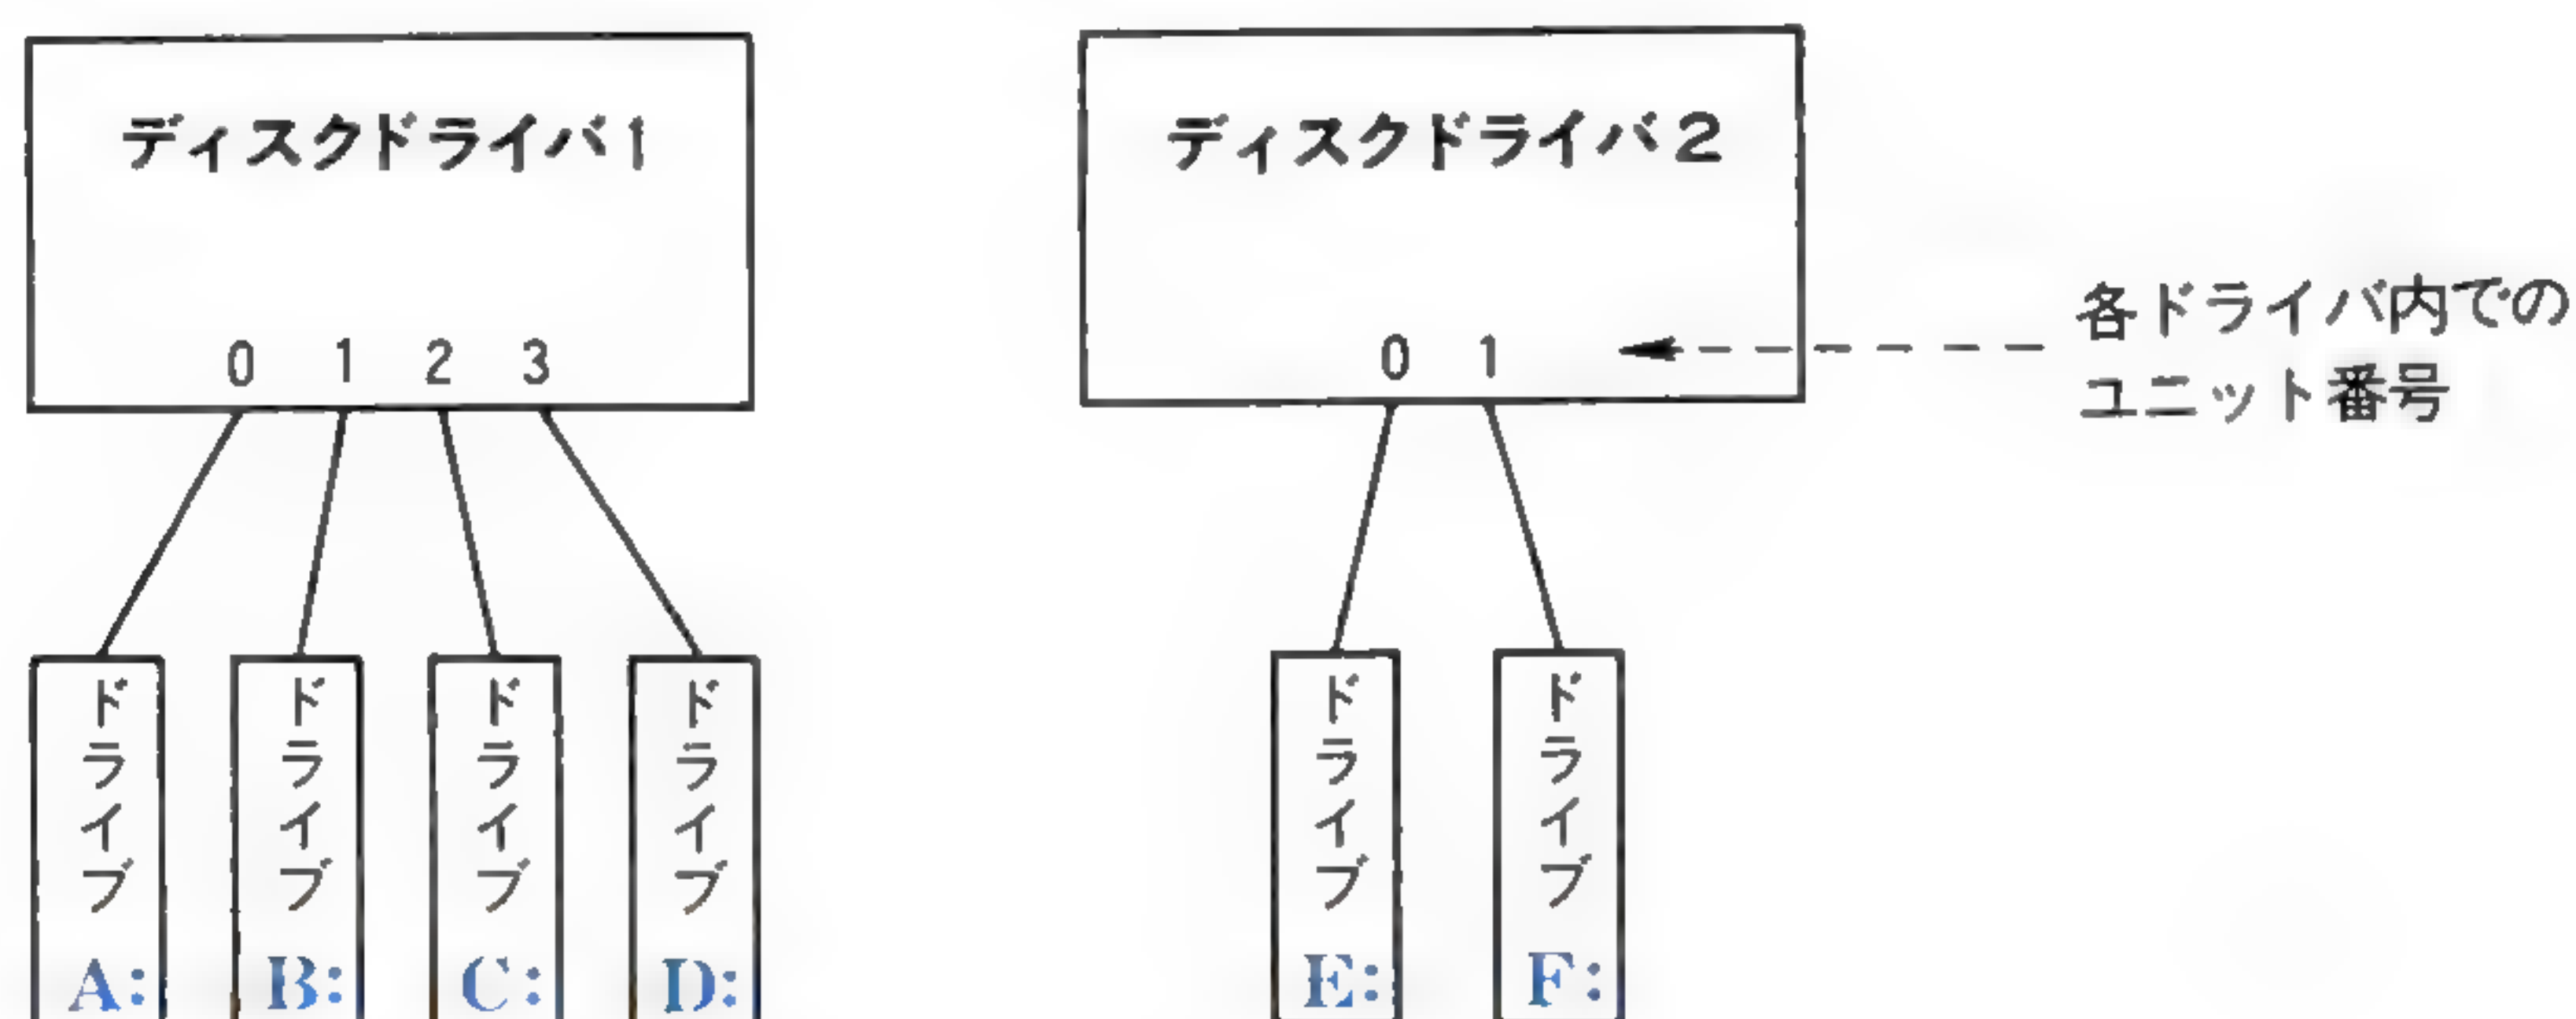 ディスクドライバ1
0 1 2 3
ドライブ
A:
ドライブ
B:
ドライブ
C:
ドライブ
D:
ディスクドライバ2
0 1
各ドライバ内での
ユニット番号
ドライブ
E:
ドライブ
F: